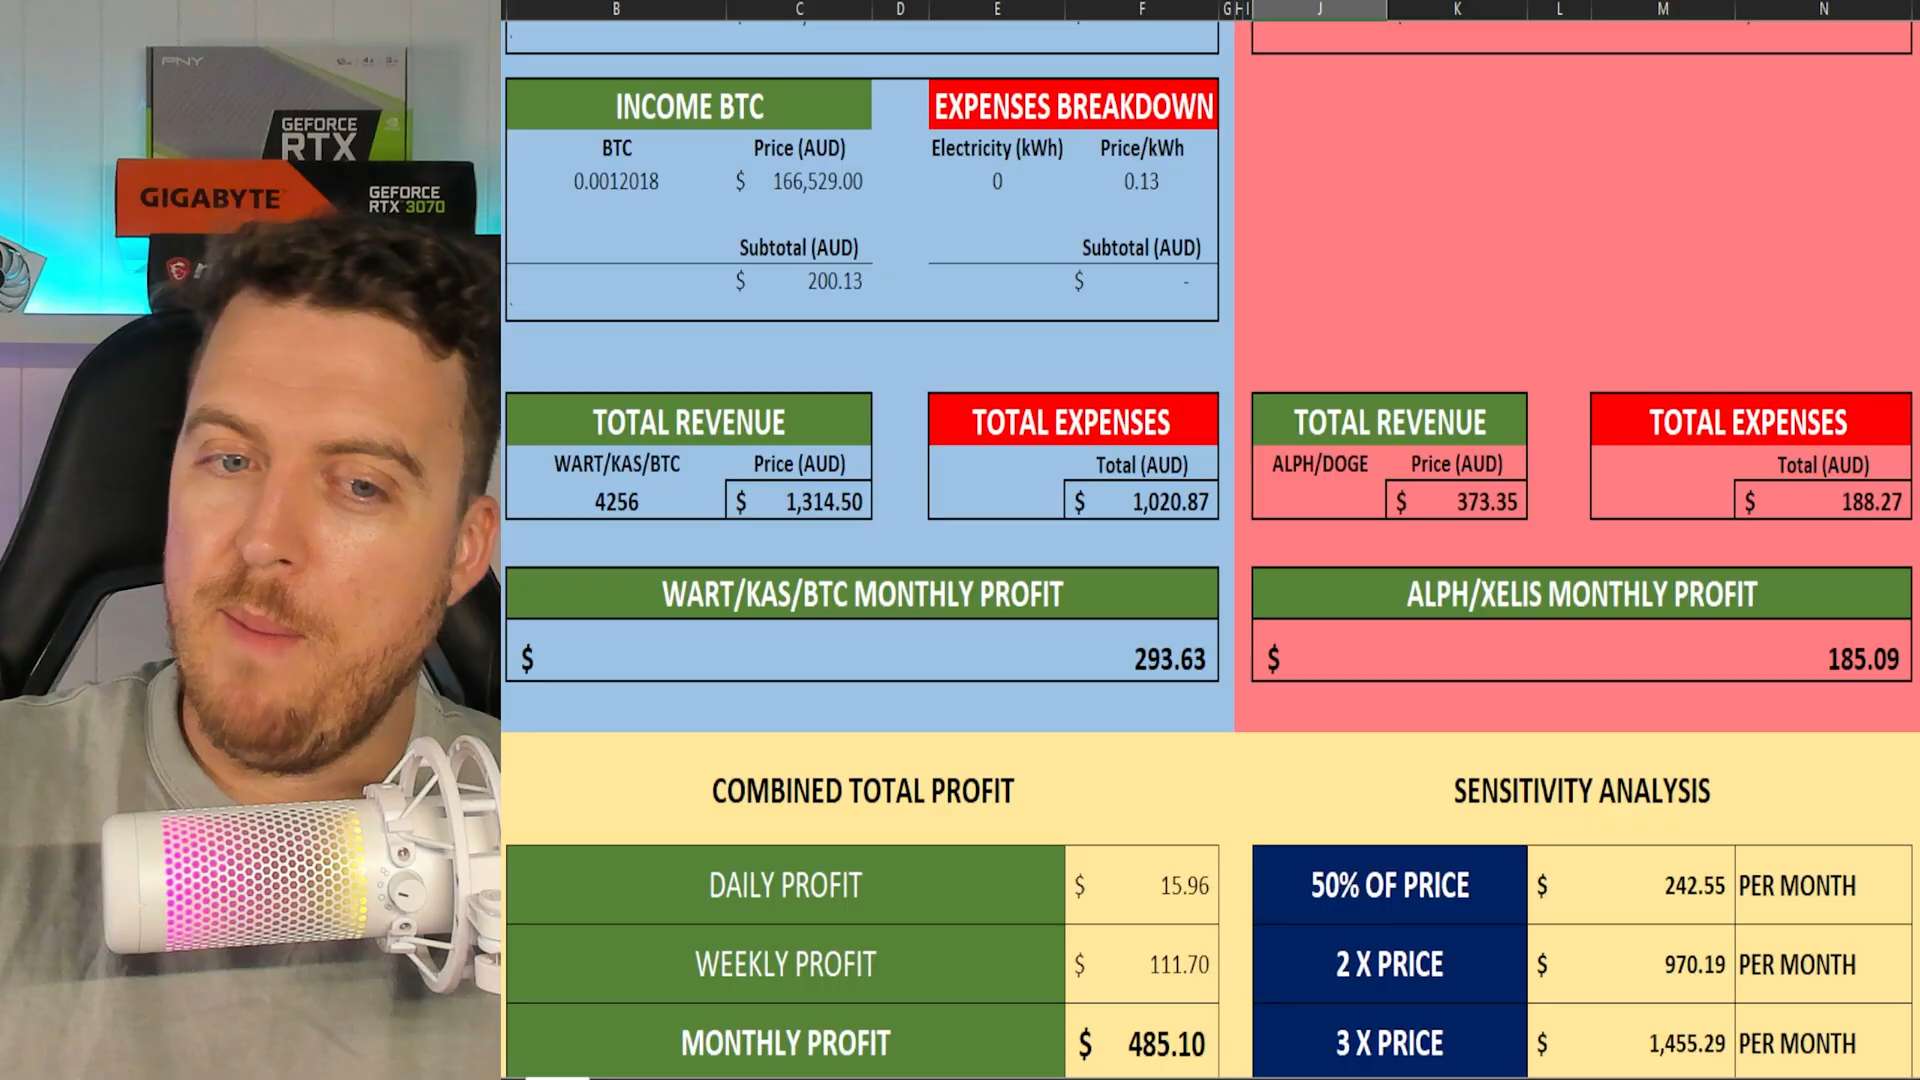 B C D E F G H I J K L M N
PNY
GEFORCE
RTX
GIGABYTE
GEFORCE
RTX 3070
INCOME BTC
EXPENSES BREAKDOWN
BTC Price (AUD) Electricity (kWh) Price/kWh
0.0012018 $ 166,529.00 0 0.13
Subtotal (AUD) Subtotal (AUD)
$ 200.13 $ -
TOTAL REVENUE TOTAL EXPENSES TOTAL REVENUE TOTAL EXPENSES
WART/KAS/BTC Price (AUD) Total (AUD) ALPH/DOGE Price (AUD) Total (AUD)
4256 $ 1,314.50 $ 1,020.87 $ 373.35 $ 188.27
WART/KAS/BTC MONTHLY PROFIT ALPH/XELIS MONTHLY PROFIT
$ 293.63 $ 185.09
COMBINED TOTAL PROFIT SENSITIVITY ANALYSIS
DAILY PROFIT $ 15.96 50% OF PRICE $ 242.55 PER MONTH
WEEKLY PROFIT $ 111.70 2 X PRICE $ 970.19 PER MONTH
MONTHLY PROFIT $ 485.10 3 X PRICE $ 1,455.29 PER MONTH